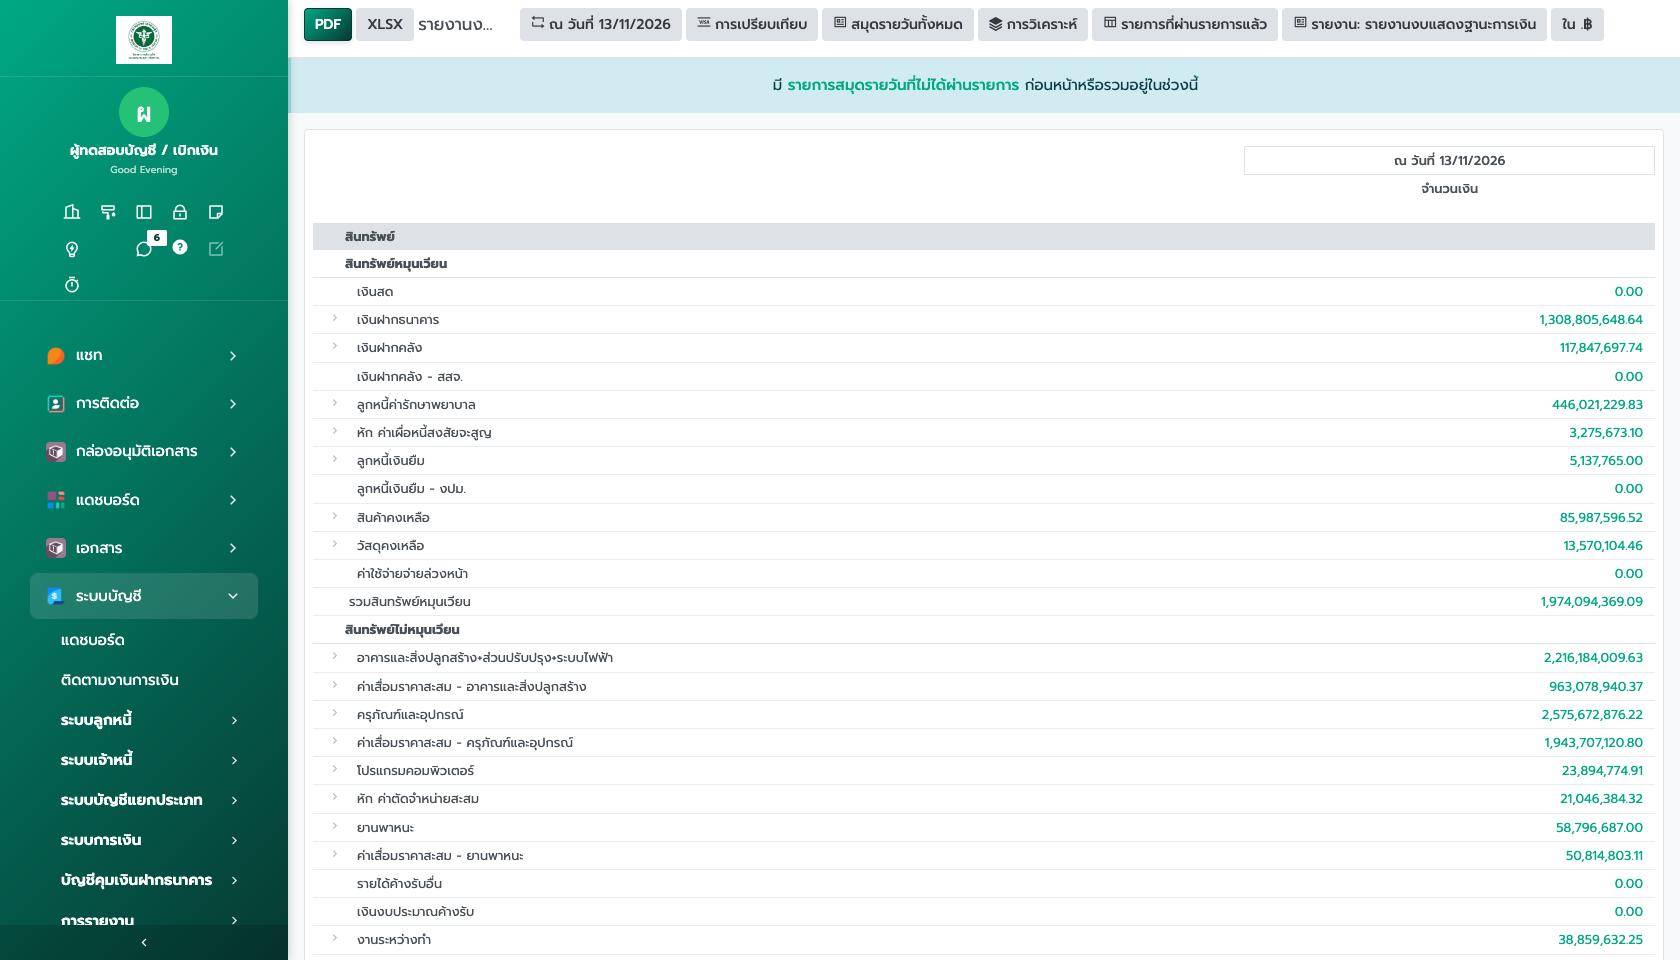 PDF
XLSX
รายงานง...
ณ วันที่ 13/11/2026
การเปรียบเทียบ
สมุดรายวันทั้งหมด
การวิเคราะห์
รายการที่ผ่านรายการแล้ว
รายงาน: รายงานงบแสดงฐานะการเงิน
ใน .฿
มี รายการสมุดรายวันที่ไม่ได้ผ่านรายการ ก่อนหน้าหรือรวมอยู่ในช่วงนี้
ผ
ผู้ทดสอบบัญชี / เบิกเงิน
Good Evening
6
แชท
การติดต่อ
กล่องอนุมัติเอกสาร
แดชบอร์ด
เอกสาร
ระบบบัญชี
แดชบอร์ด
ติดตามงานการเงิน
ระบบลูกหนี้
ระบบเจ้าหนี้
ระบบบัญชีแยกประเภท
ระบบการเงิน
บัญชีคุมเงินฝากธนาคาร
การรายงาน
ณ วันที่ 13/11/2026
จำนวนเงิน
สินทรัพย์
สินทรัพย์หมุนเวียน
เงินสด 0.00
เงินฝากธนาคาร 1,308,805,648.64
เงินฝากคลัง 117,847,697.74
เงินฝากคลัง - สสจ. 0.00
ลูกหนี้ค่ารักษาพยาบาล 446,021,229.83
หัก ค่าเผื่อหนี้สงสัยจะสูญ 3,275,673.10
ลูกหนี้เงินยืม 5,137,765.00
ลูกหนี้เงินยืม - งปม. 0.00
สินค้าคงเหลือ 85,987,596.52
วัสดุคงเหลือ 13,570,104.46
ค่าใช้จ่ายจ่ายล่วงหน้า 0.00
รวมสินทรัพย์หมุนเวียน 1,974,094,369.09
สินทรัพย์ไม่หมุนเวียน
อาคารและสิ่งปลูกสร้าง+ส่วนปรับปรุง+ระบบไฟฟ้า 2,216,184,009.63
ค่าเสื่อมราคาสะสม - อาคารและสิ่งปลูกสร้าง 963,078,940.37
ครุภัณฑ์และอุปกรณ์ 2,575,672,876.22
ค่าเสื่อมราคาสะสม - ครุภัณฑ์และอุปกรณ์ 1,943,707,120.80
โปรแกรมคอมพิวเตอร์ 23,894,774.91
หัก ค่าตัดจำหน่ายสะสม 21,046,384.32
ยานพาหนะ 58,796,687.00
ค่าเสื่อมราคาสะสม - ยานพาหนะ 50,814,803.11
รายได้ค้างรับอื่น 0.00
เงินงบประมาณค้างรับ 0.00
งานระหว่างทำ 38,859,632.25